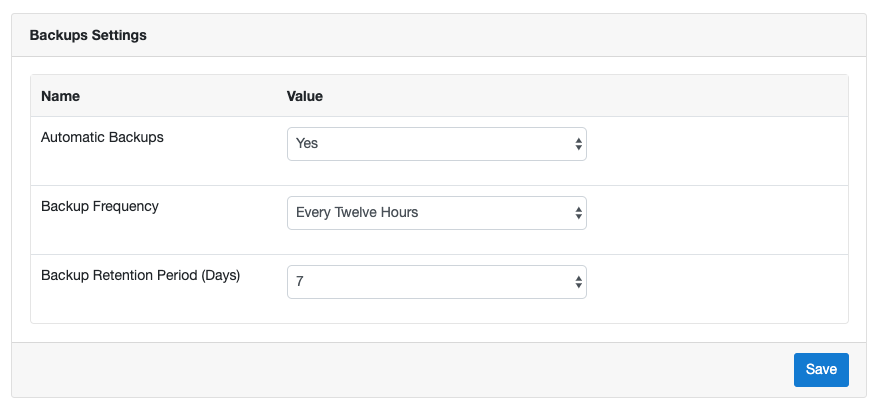 Backups Settings
Name Value
Automatic Backups Yes
Backup Frequency Every Twelve Hours
Backup Retention Period (Days) 7
Save